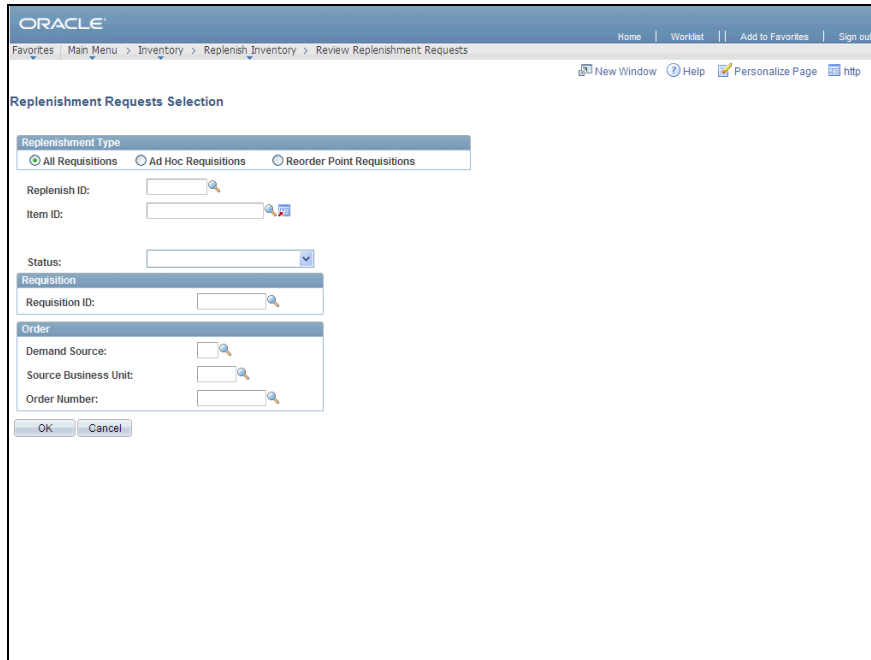 ORACLE
Home | Worklist || Add to Favorites | Sign out
Favorites | Main Menu > Inventory > Replenish Inventory > Review Replenishment Requests
New Window Help Personalize Page http
Replenishment Requests Selection
Replenishment Type
All Requisitions Ad Hoc Requisitions Reorder Point Requisitions
Replenish ID:
Item ID:
Status:
Requisition
Requisition ID:
Order
Demand Source:
Source Business Unit:
Order Number:
OK Cancel